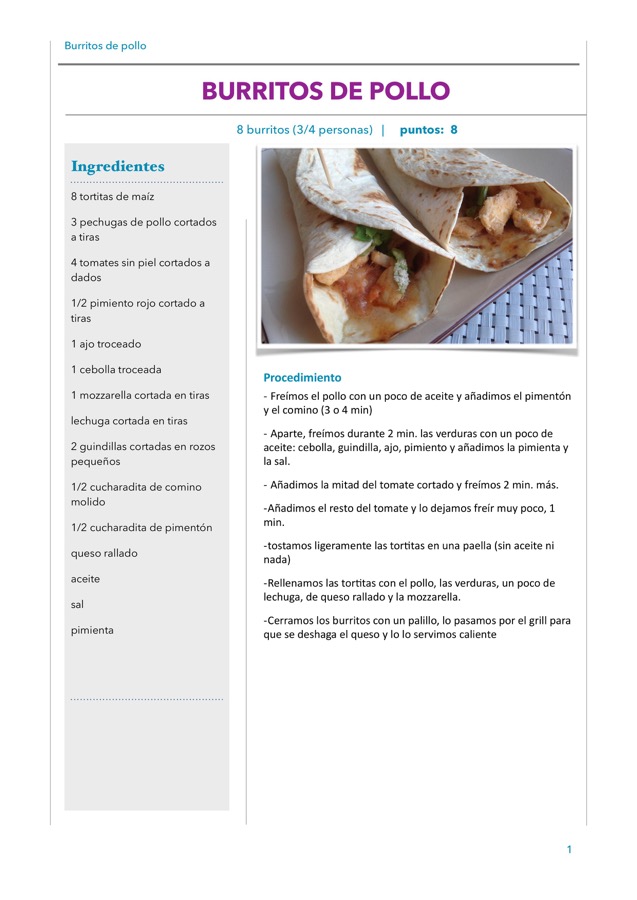 Burritos de pollo
BURRITOS DE POLLO
8 burritos (3/4 personas)   |    puntos:  8
Ingredientes
8 tortitas de maíz
3 pechugas de pollo cortados
a tiras
4 tomates sin piel cortados a
dados
1/2 pimiento rojo cortado a
tiras
1 ajo troceado
1 cebolla troceada
1 mozzarella cortada en tiras
lechuga cortada en tiras
2 guindillas cortadas en rozos
pequeños
1/2 cucharadita de comino
molido
1/2 cucharadita de pimentón
queso rallado
aceite
sal
pimienta
Procedimiento
- Freímos el pollo con un poco de aceite y añadimos el pimentón
y el comino (3 o 4 min)
- Aparte, freímos durante 2 min. las verduras con un poco de
aceite: cebolla, guindilla, ajo, pimiento y añadimos la pimienta y
la sal.
- Añadimos la mitad del tomate cortado y freímos 2 min. más.
-Añadimos el resto del tomate y lo dejamos freír muy poco, 1
min.
-tostamos ligeramente las tortitas en una paella (sin aceite ni
nada)
-Rellenamos las tortitas con el pollo, las verduras, un poco de
lechuga, de queso rallado y la mozzarella.
-Cerramos los burritos con un palillo, lo pasamos por el grill para
que se deshaga el queso y lo lo servimos caliente
1